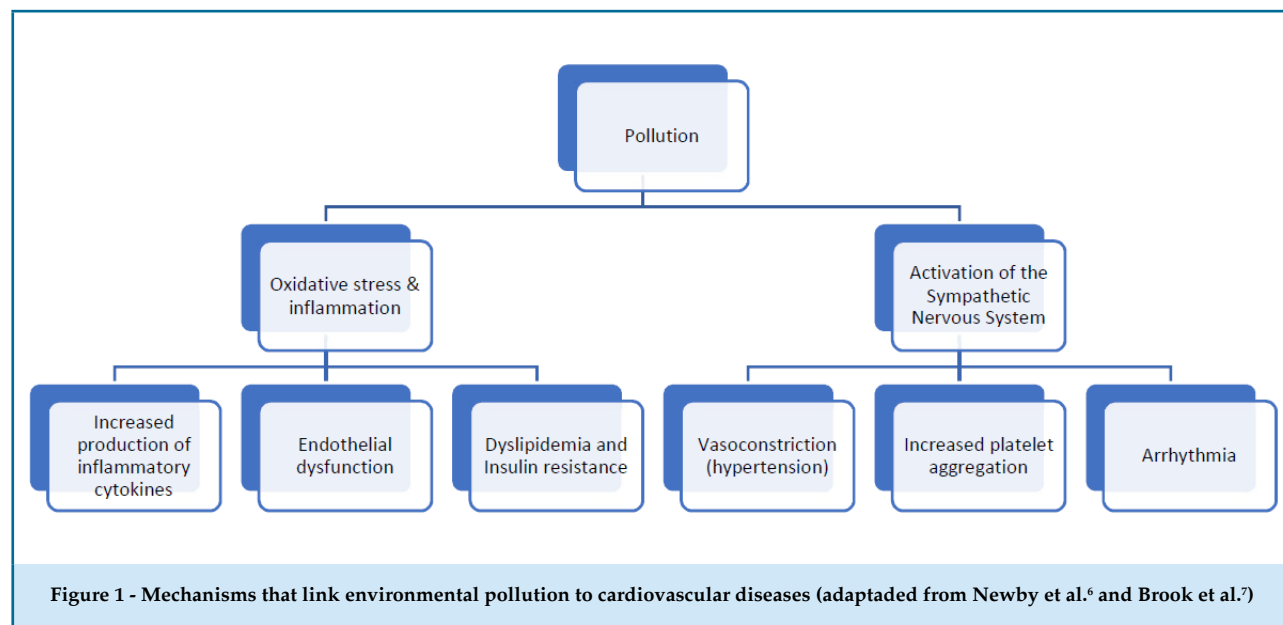 Pollution
Oxidative stress &
inflammation
Activation of the
Sympathetic
Nervous System
Increased
production of
inflammatory
cytokines
Endothelial
dysfunction
Dyslipidemia and
Insulin resistance
Vasoconstriction
(hypertension)
Increased platelet
aggregation
Arrhythmia
Figure 1 - Mechanisms that link environmental pollution to cardiovascular diseases (adaptaded from Newby et al.⁶ and Brook et al.⁷)